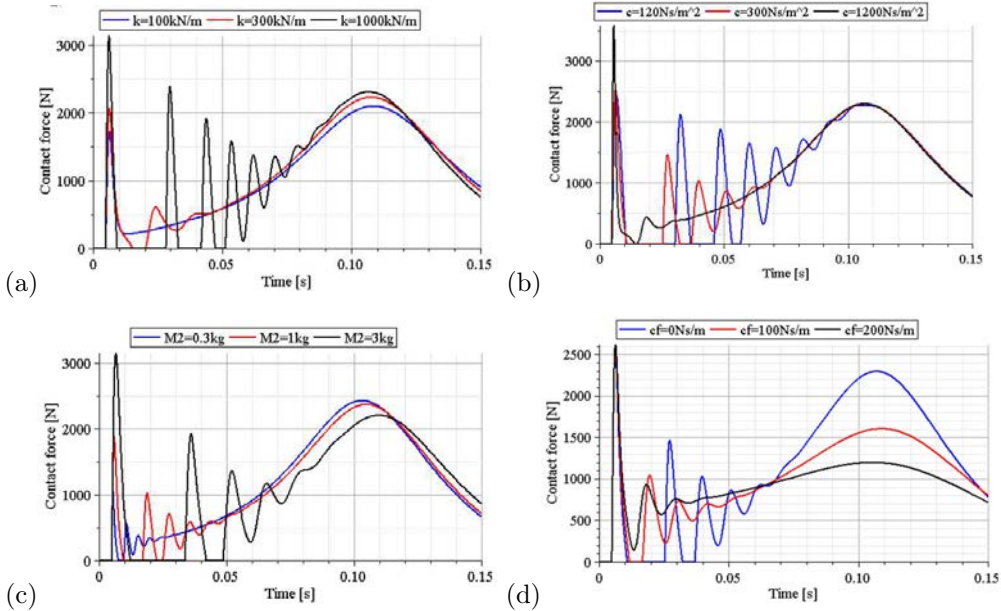 k=100kN/m k=300kN/m k=1000kN/m
3000
2000
1000
0
Contact force [N]
0 0.05 0.10 0.15
Time [s]
(a)
c=120Ns/m^2 c=300Ns/m^2 c=1200Ns/m^2
3000
2000
1000
0
Contact force [N]
0 0.05 0.10 0.15
Time [s]
(b)
M2=0.3kg M2=1kg M2=3kg
3000
2000
1000
0
Contact force [N]
0 0.05 0.10 0.15
Time [s]
(c)
cf=0Ns/m cf=100Ns/m cf=200Ns/m
2500
2000
1500
1000
500
0
Contact force [N]
0 0.05 0.10 0.15
Time [s]
(d)